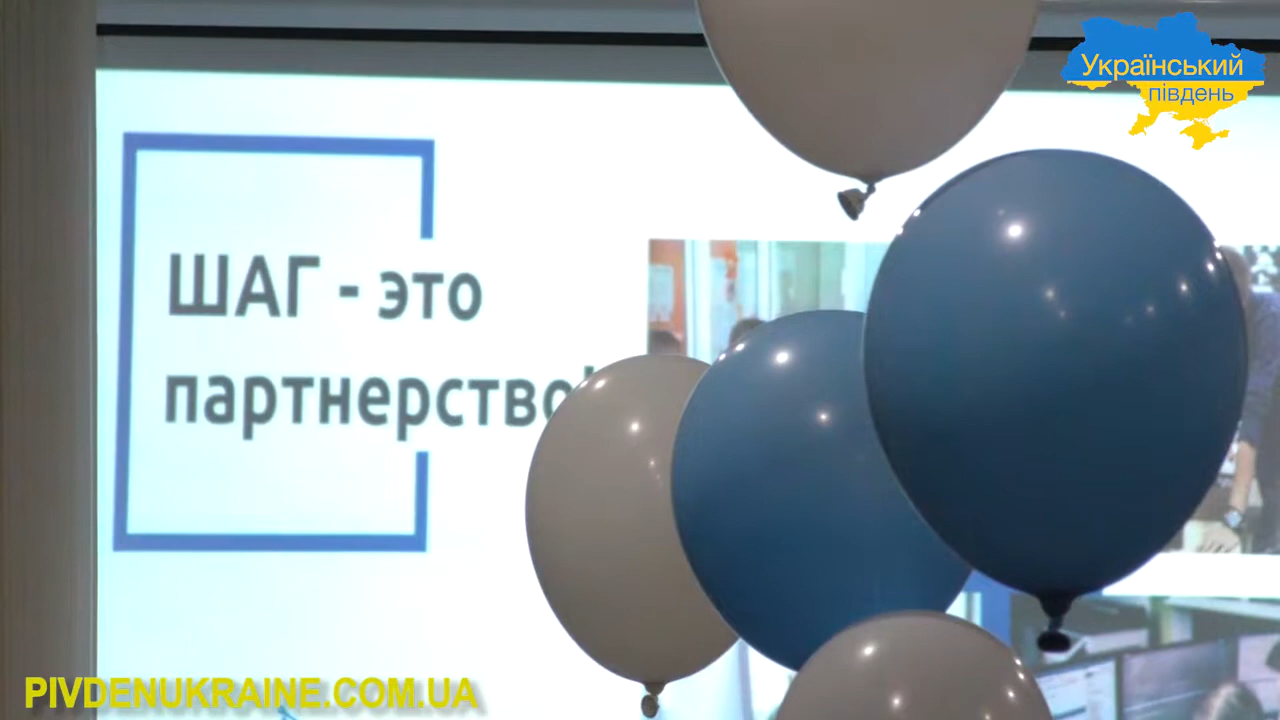 Український
південь
ШАГ - это
партнерство!
PIVDENUKRAINE.COM.UA